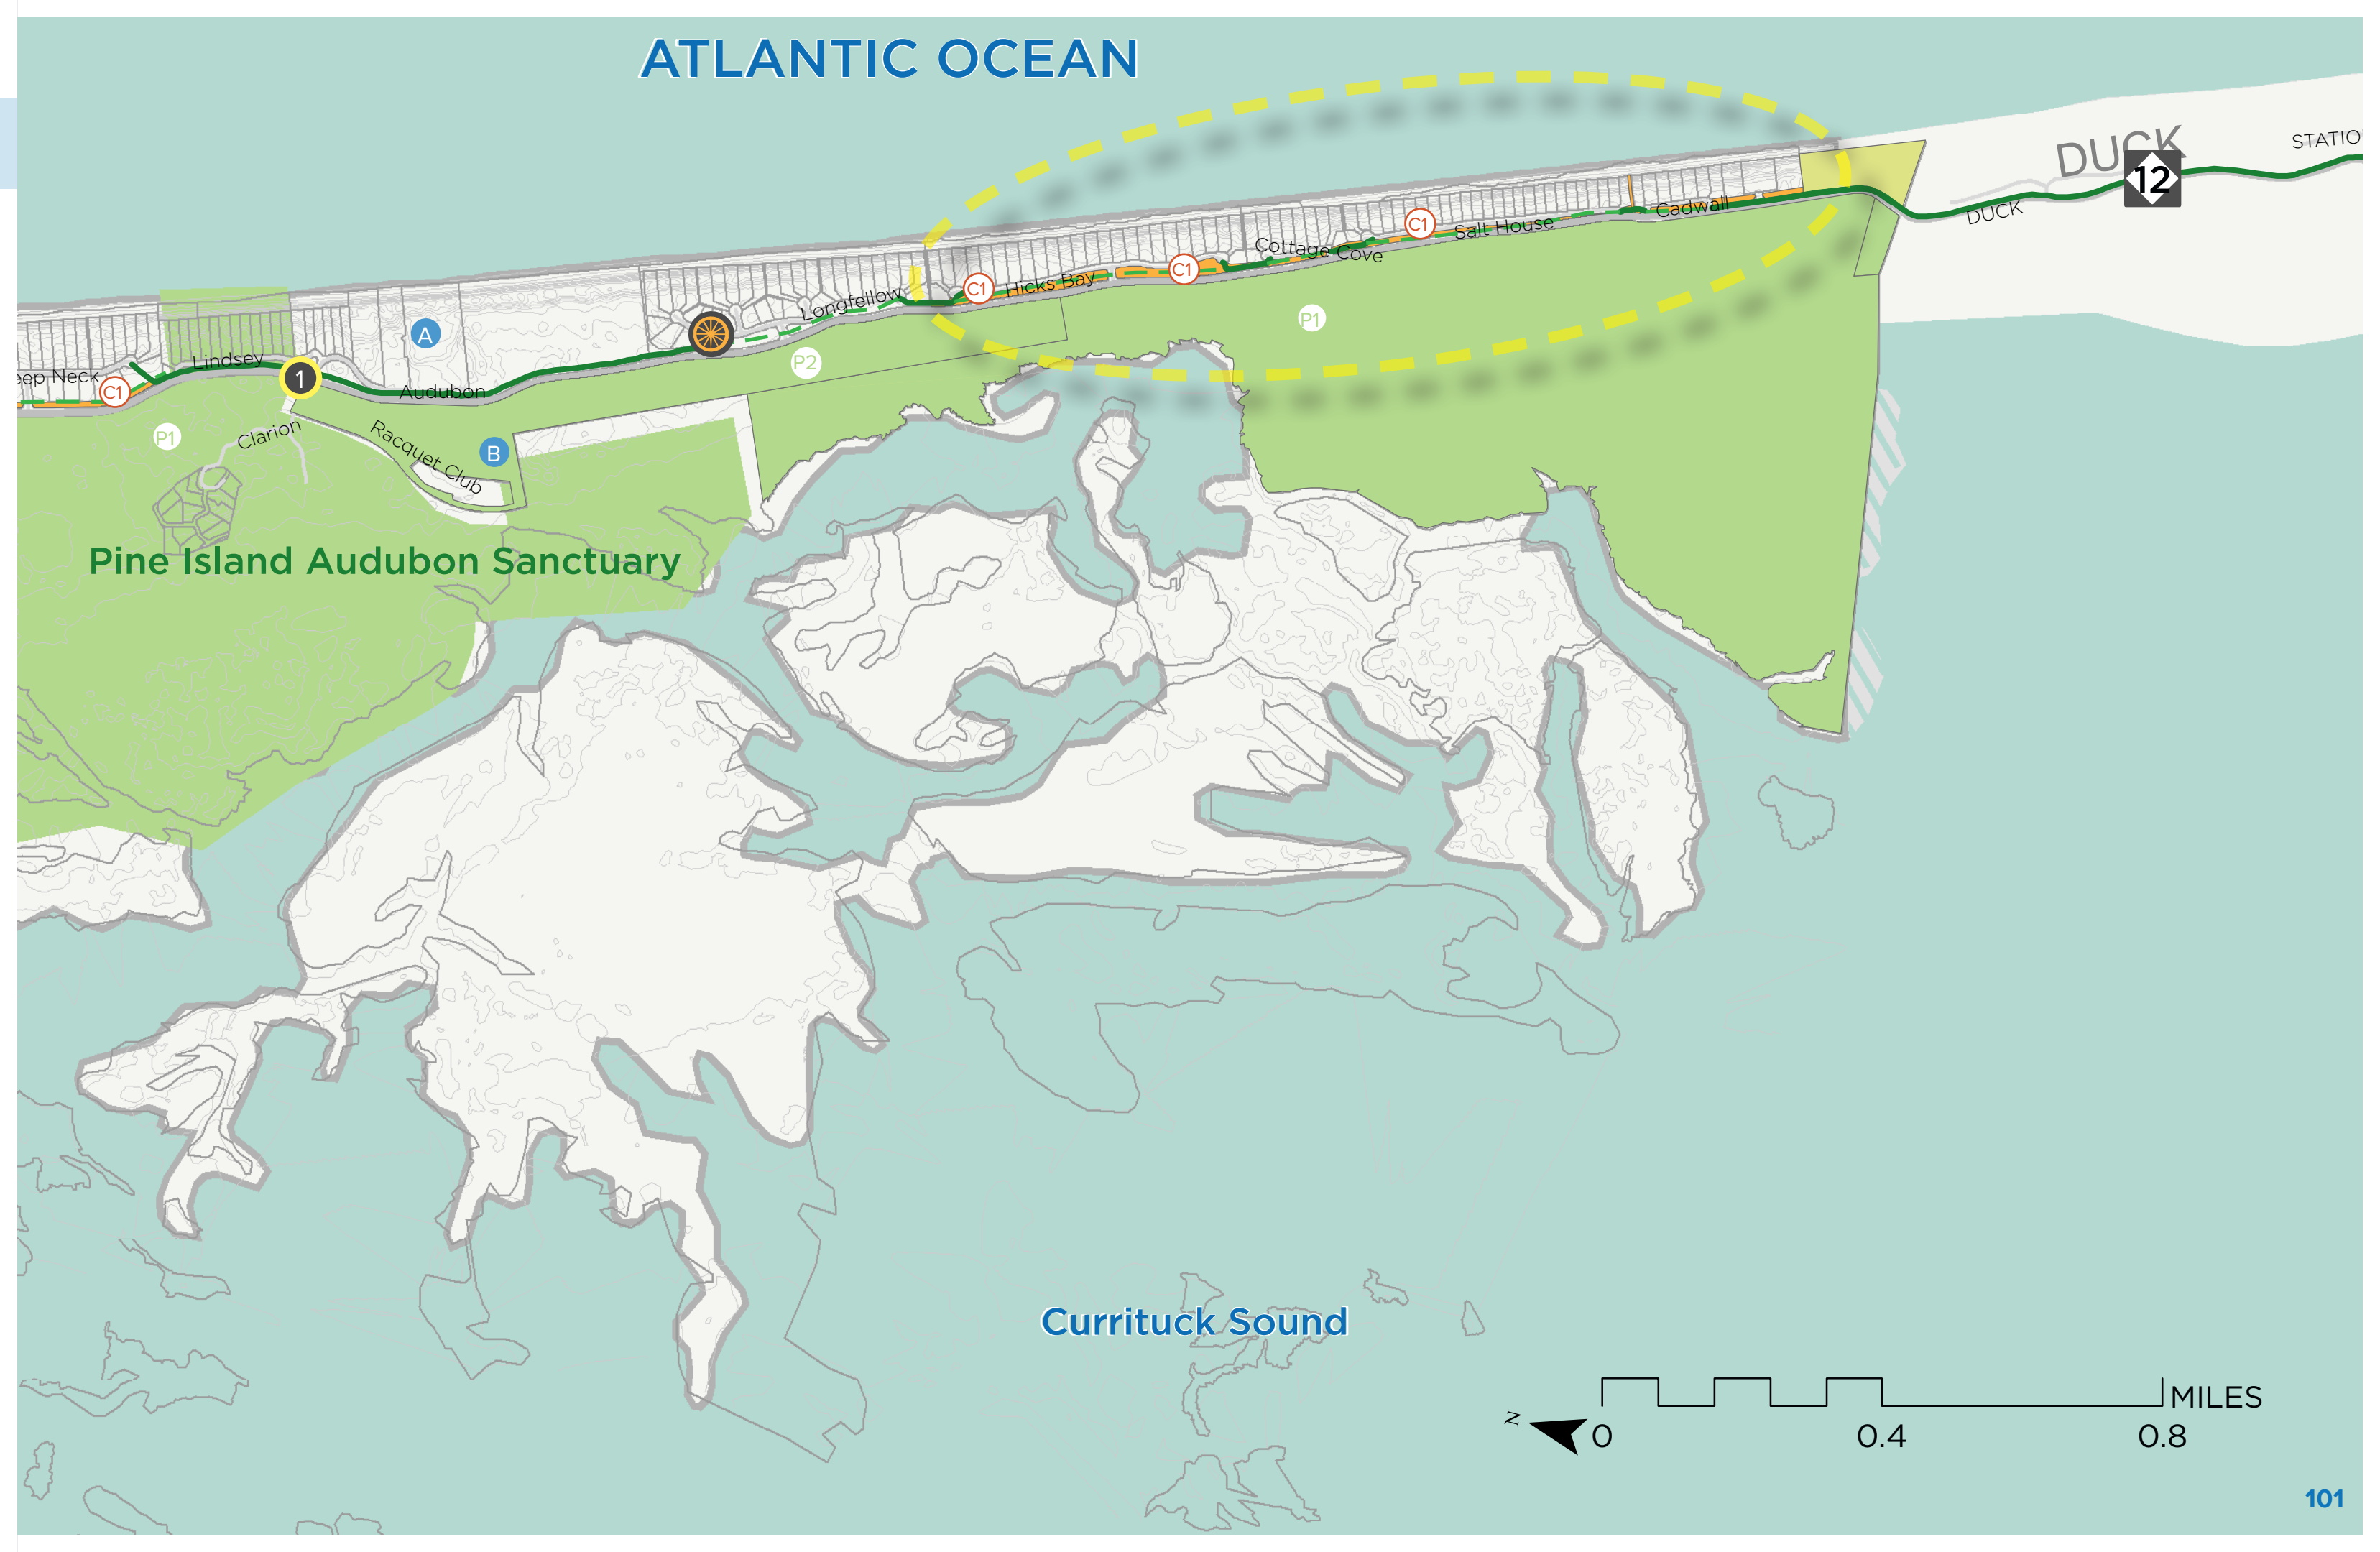 ATLANTIC OCEAN
DUCK
STATIO
12
DUCK
Cadwall
Salt House
C1
Cottage Cove
C1
Hicks Bay
C1
Longfellow
P1
P2
A
Lindsey
1
Audubon
eep Neck
C1
P1
Clarion
Racquet Club
B
Pine Island Audubon Sanctuary
Currituck Sound
MILES
N
0
0.4
0.8
101